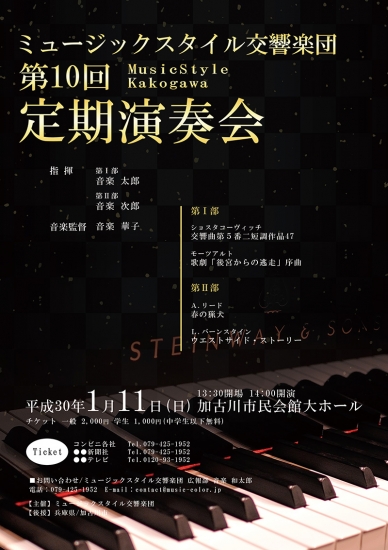 ミュージックスタイル交響楽団
第10回 MusicStyle Kakogawa
定期演奏会
指 揮 第Ⅰ部
音楽 太郎
第Ⅱ部
音楽 次郎
音楽監督 音楽 華子
第Ⅰ部
ショスタコーヴィッチ
交響曲第5番ニ短調作品47
モーツアルト
歌劇「後宮からの逃走」序曲
第Ⅱ部
A.リード
春の猟犬
L.バーンスタイン
ウエストサイド・ストーリー
STEINWAY & SONS
13:30開場 14:00開演
平成30年1月11日(日) 加古川市民会館大ホール
チケット 一般 2,000円 学生 1,000円(中学生以下無料)
Ticket
コンビニ各社 Tel.079-425-1952
●●新聞社 Tel.079-425-1952
●●テレビ Tel.0120-93-1952
■お問い合わせ/ミュージックスタイル交響楽団 広報部 音楽 和太郎
電話:079-425-1952 E-mail:contact@music-color.jp
【主催】ミュージックスタイル交響楽団
【後援】兵庫県/加古川市